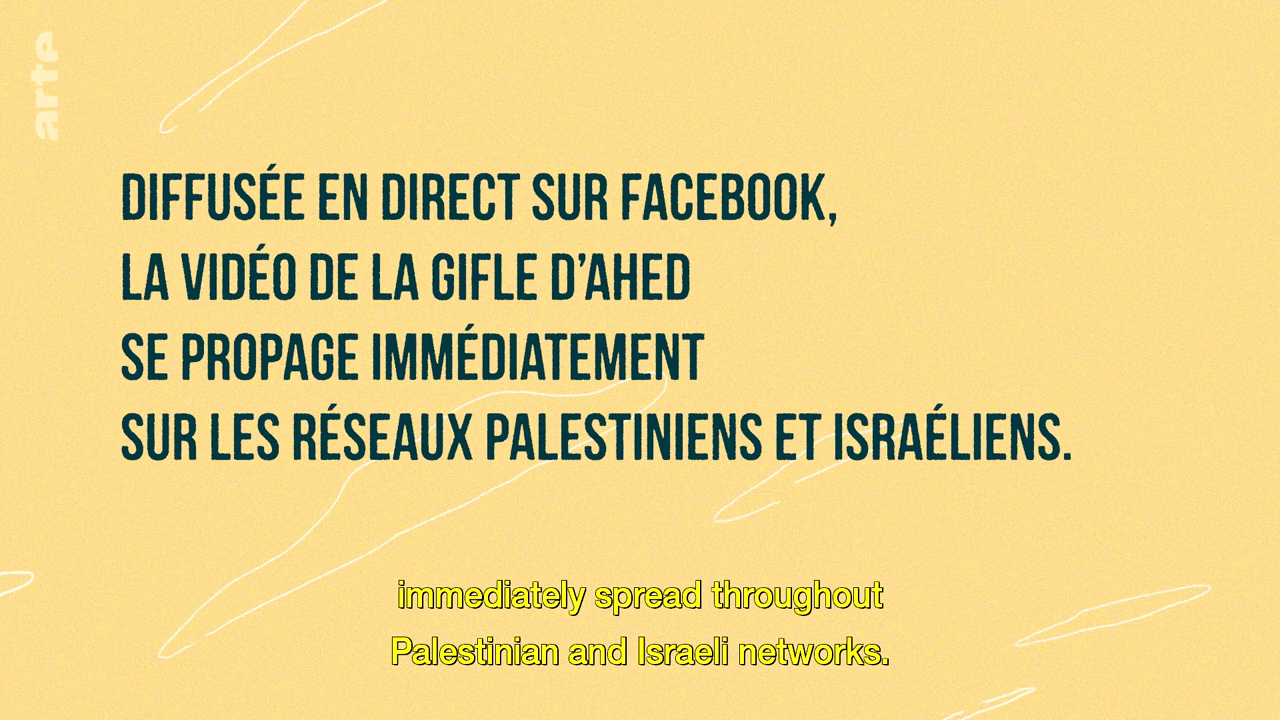 arte
DIFFUSÉE EN DIRECT SUR FACEBOOK,
LA VIDÉO DE LA GIFLE D’AHED
SE PROPAGE IMMÉDIATEMENT
SUR LES RÉSEAUX PALESTINIENS ET ISRAÉLIENS.
immediately spread throughout
Palestinian and Israeli networks.